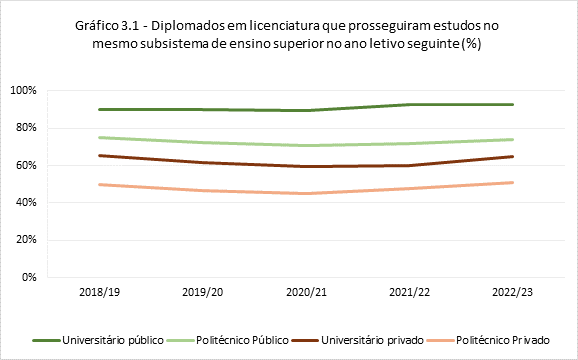 Gráfico 3.1 - Diplomados em licenciatura que prosseguiram estudos no
mesmo subsistema de ensino superior no ano letivo seguinte (%)
100%
80%
60%
40%
20%
0%
2018/19 2019/20 2020/21 2021/22 2022/23
Universitário público Politécnico Público Universitário privado Politécnico Privado